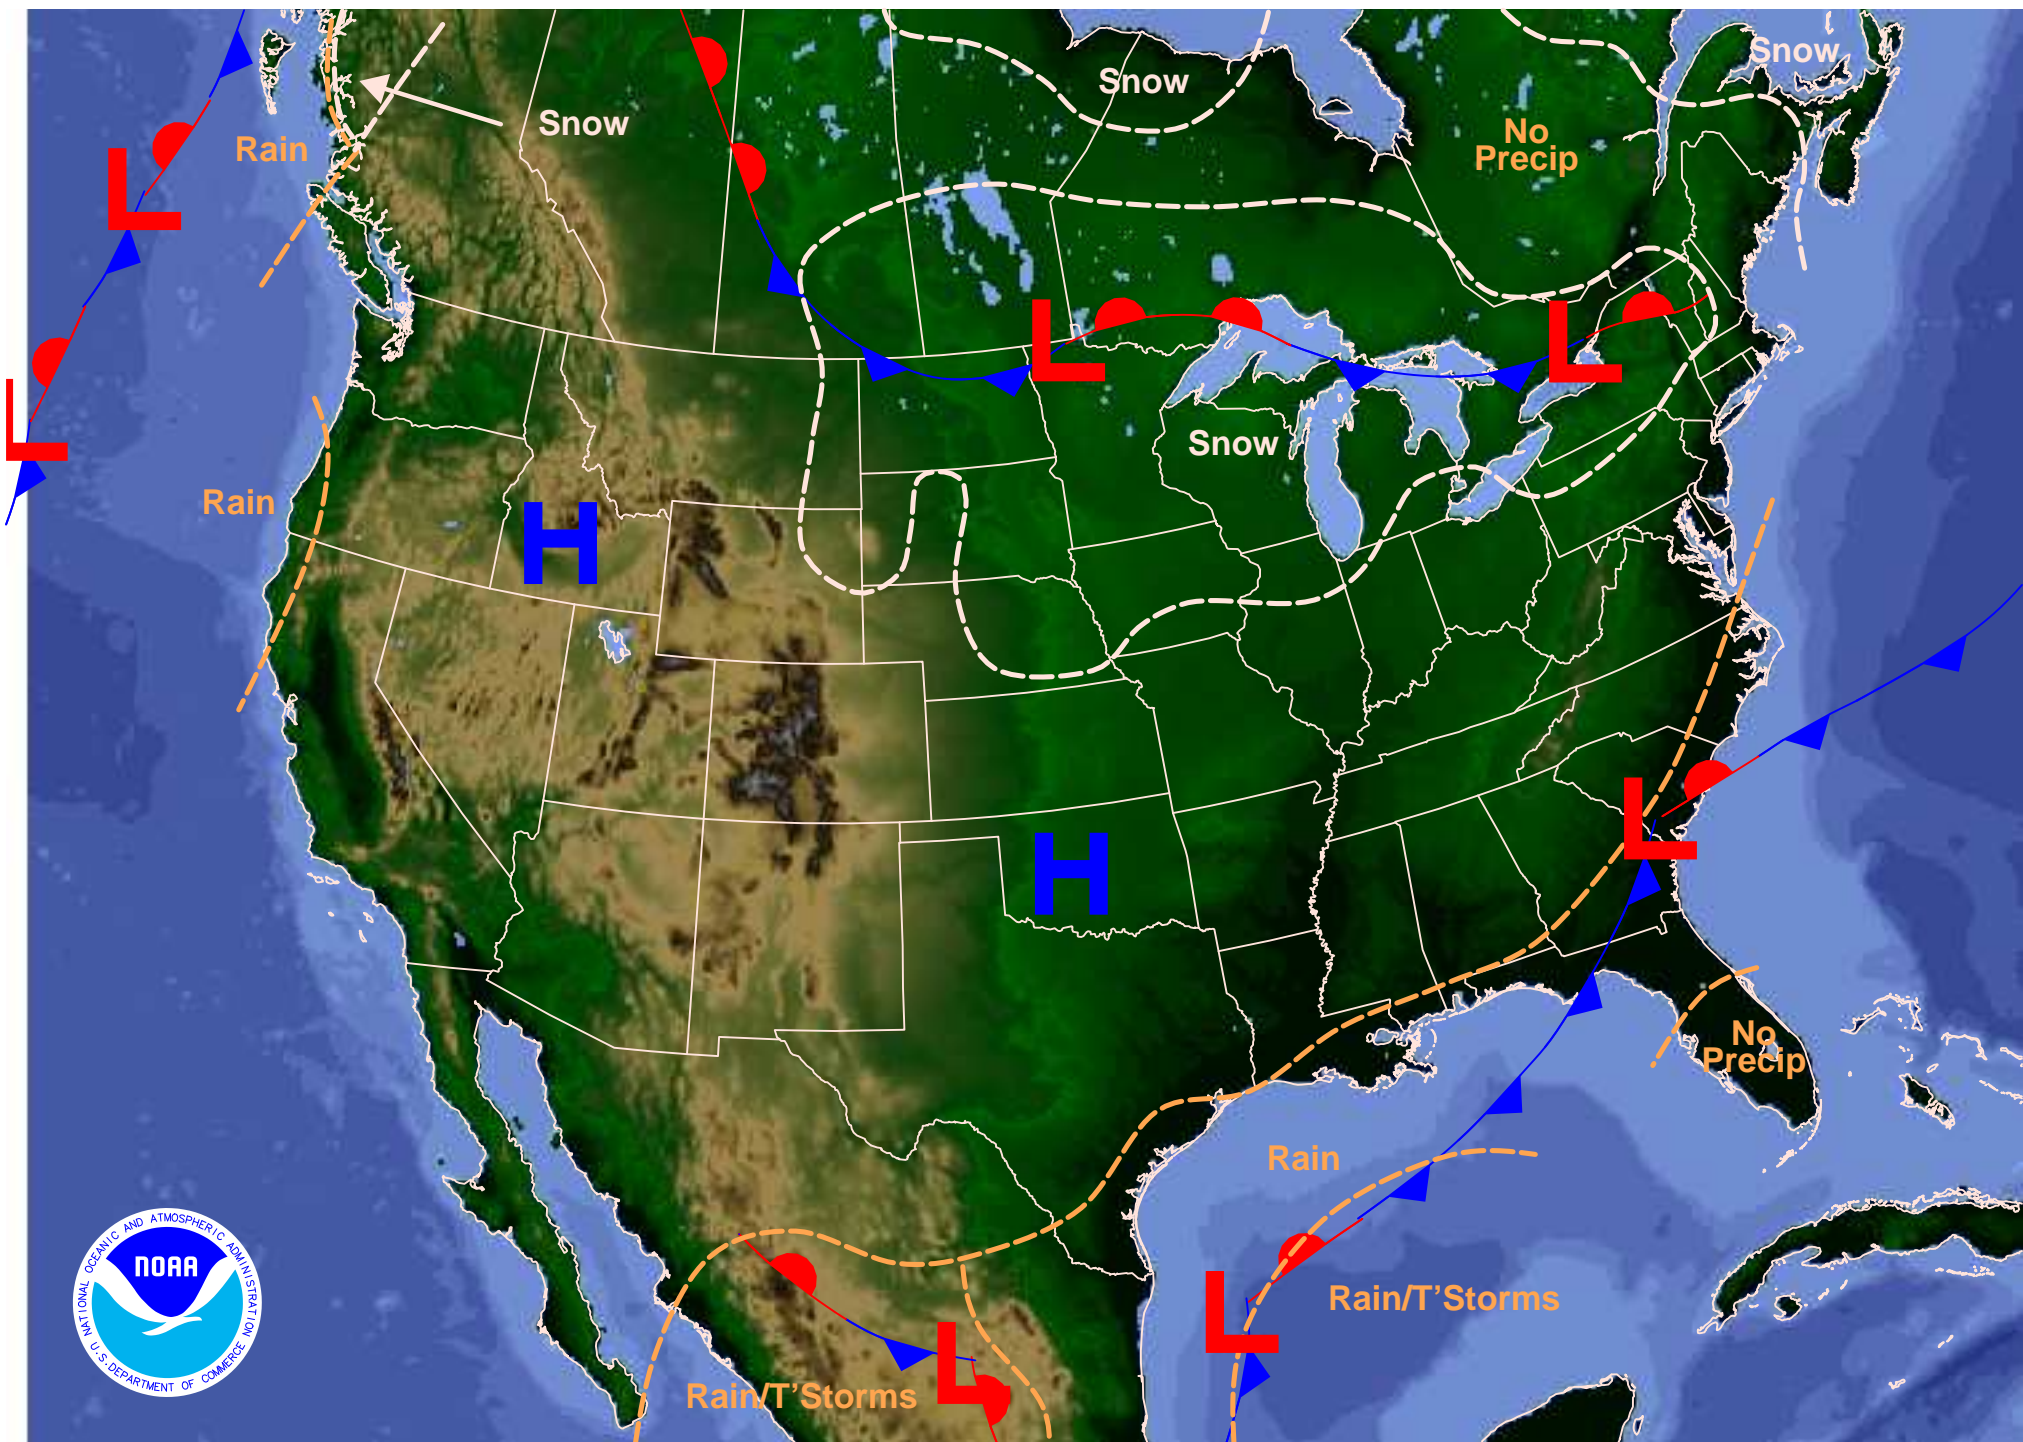 Snow
Snow
Snow
No
Precip
Rain
Snow
Rain
H
L
L
L
L
H
L
No
Precip
Rain
Rain/T'Storms
L
L
Rain/T'Storms
NATIONAL OCEANIC AND ATMOSPHERIC ADMINISTRATION
NOAA
U.S. DEPARTMENT OF COMMERCE